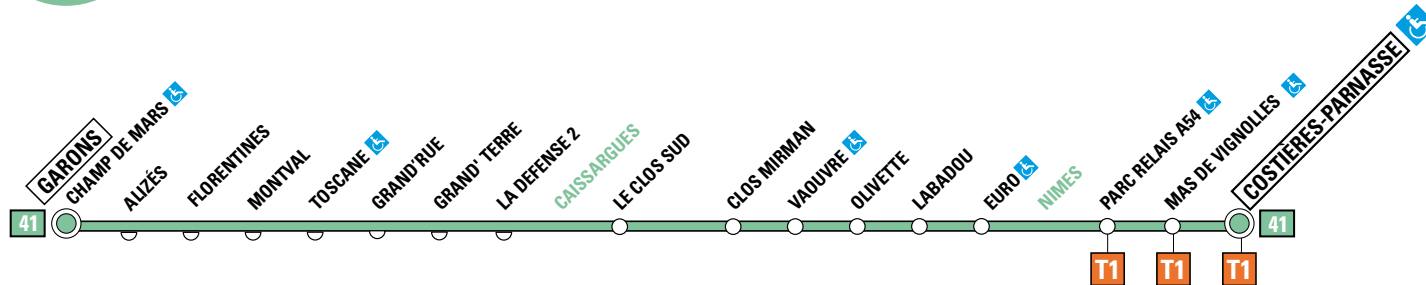 41
GARONS
CHAMP DE MARS
ALIZÉS
FLORENTINES
MONTVAL
TOSCANE
GRAND'RUE
GRAND' TERRE
LA DEFENSE 2
CAISSARGUES
LE CLOS SUD
CLOS MIRMAN
VAOUVRE
OLIVETTE
LABADOU
EURO
NIMES
PARC RELAIS A54
MAS DE VIGNOLLES
COSTIÈRES-PARNASSE
41
T1
T1
T1